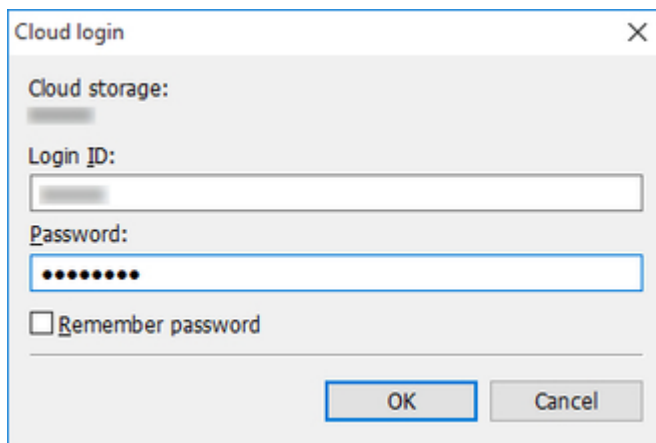 Cloud login
Cloud storage:
Login ID:
Password:
••••••••
Remember password
OK
Cancel